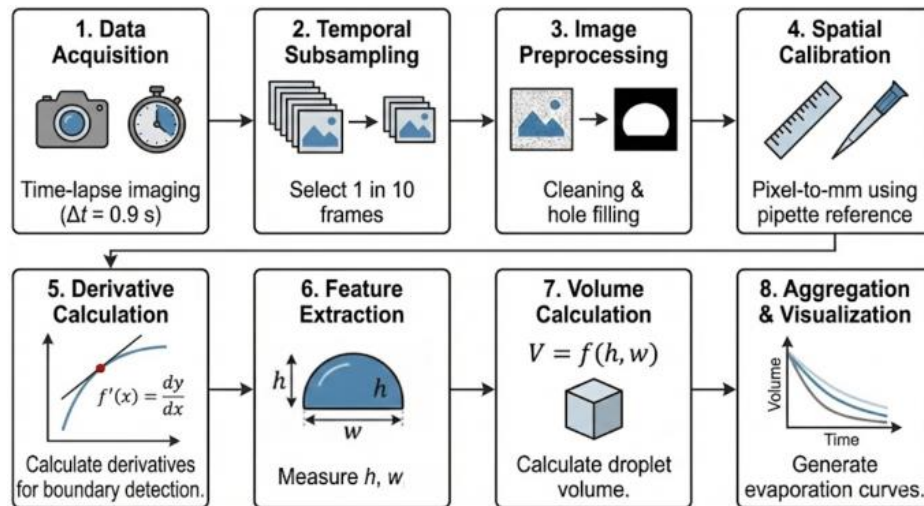 1. Data
Acquisition
Time-lapse imaging
(Δt = 0.9 s)
2. Temporal
Subsampling
Select 1 in 10
frames
3. Image
Preprocessing
Cleaning &
hole filling
4. Spatial
Calibration
Pixel-to-mm using
pipette reference
5. Derivative
Calculation
f'(x) = dy/dx
Calculate derivatives
for boundary detection.
6. Feature
Extraction
h
h
w
Measure h, w
7. Volume
Calculation
V = f(h, w)
Calculate droplet
volume.
8. Aggregation
& Visualization
Volume
Time
Generate
evaporation curves.